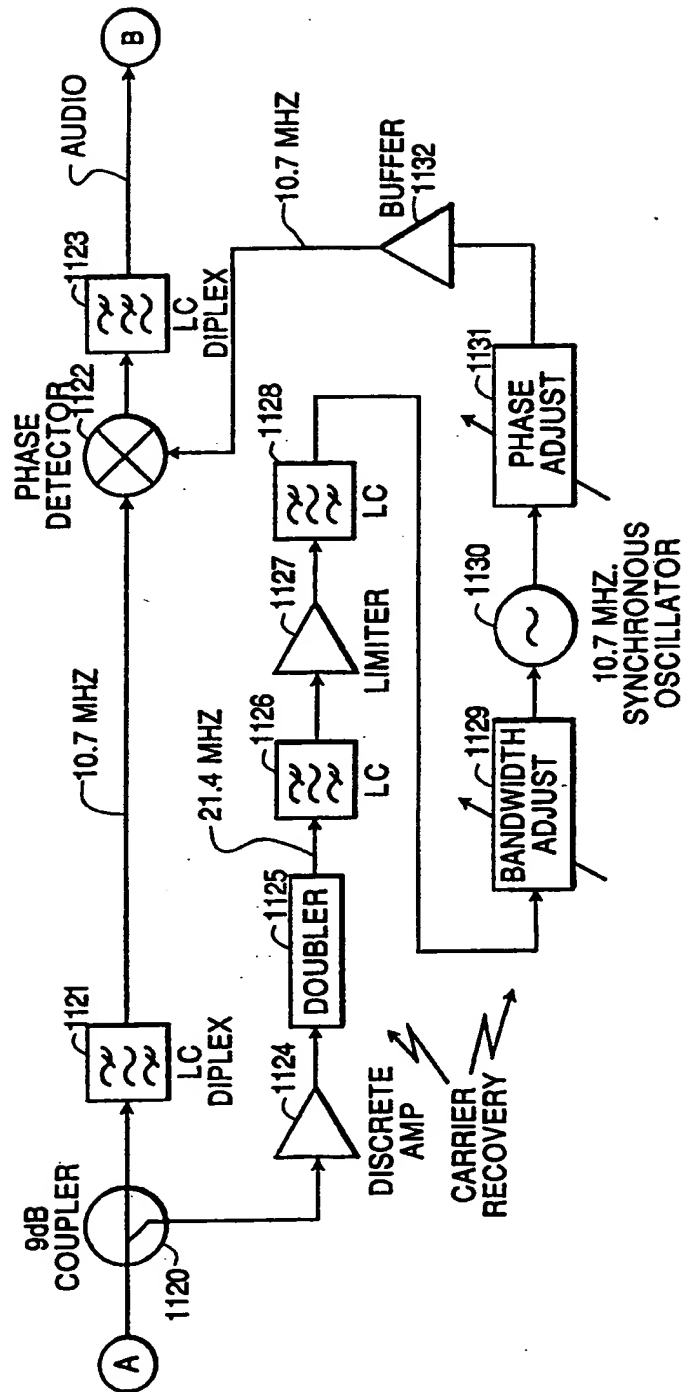 A
9dB
COUPLER
1120
1121
LC
DIPLEX
10.7 MHZ
PHASE
DETECTOR
1122
1123
LC
DIPLEX
AUDIO
B
1124
DISCRETE
AMP
1125
DOUBLER
21.4 MHZ
1126
LC
1127
LIMITER
1128
LC
10.7 MHZ
BUFFER
1132
CARRIER
RECOVERY
1129
BANDWIDTH
ADJUST
1130
10.7 MHZ.
SYNCHRONOUS
OSCILLATOR
1131
PHASE
ADJUST